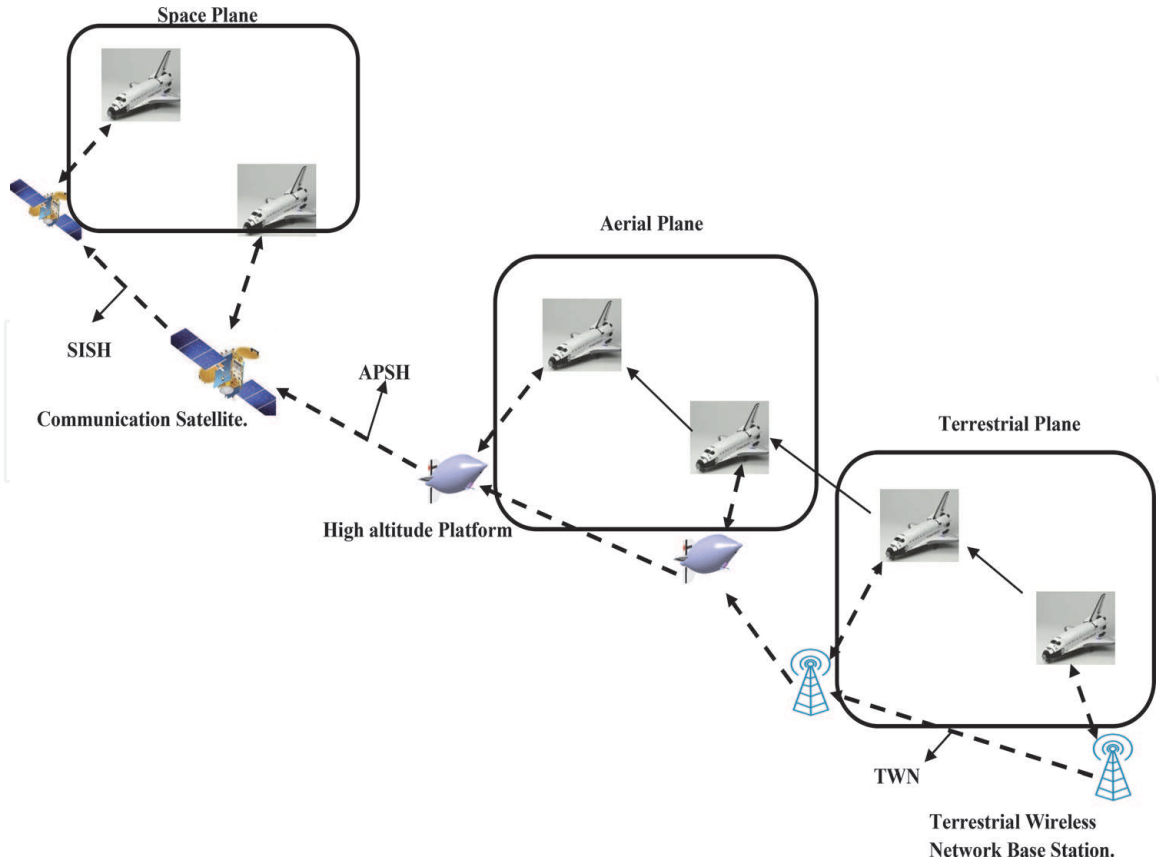 Space Plane
Aerial Plane
SISH
APSH
Communication Satellite.
Terrestrial Plane
High altitude Platform
TWN
Terrestrial Wireless
Network Base Station.